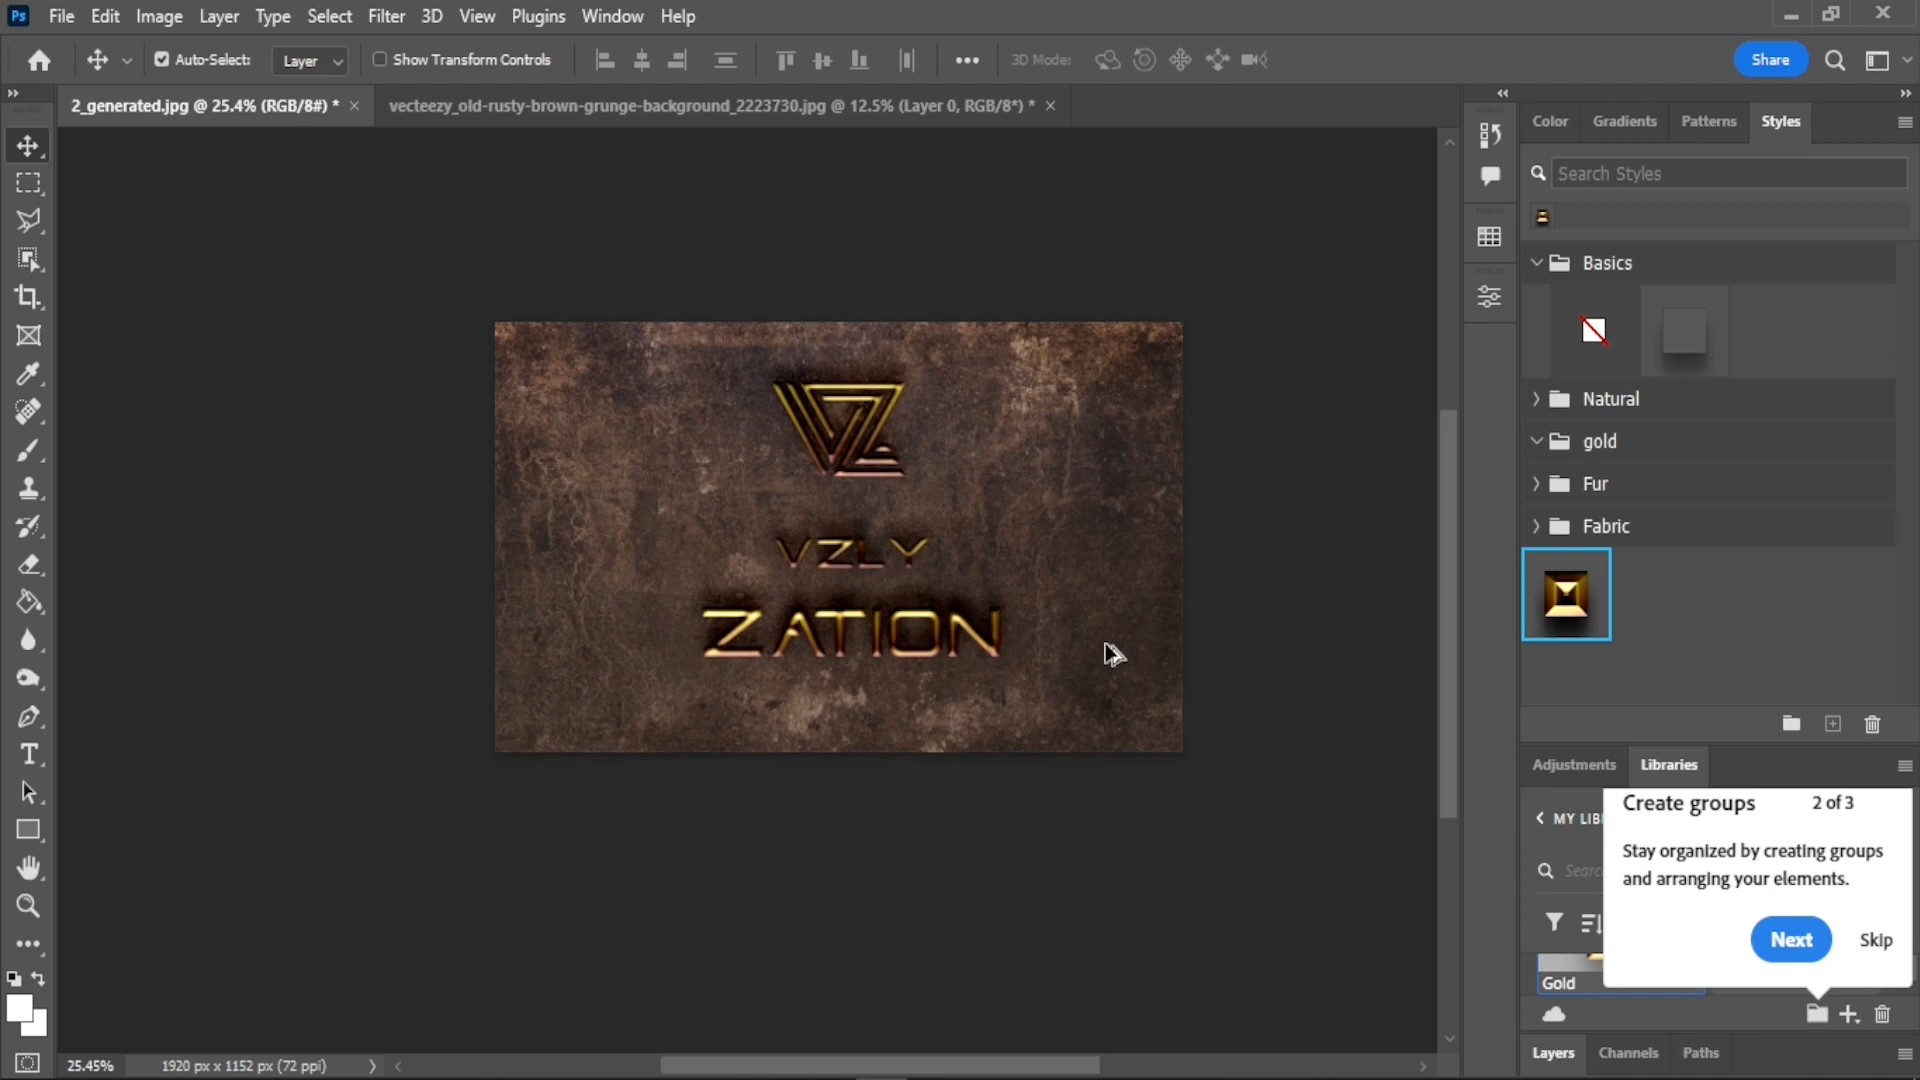 Ps File Edit Image Layer Type Select Filter 3D View Plugins Window Help
Auto-Select: Layer Show Transform Controls 3D Mode: Share
2_generated.jpg @ 25.4% (RGB/8#) * × vecteezy_old-rusty-brown-grunge-background_2223730.jpg @ 12.5% (Layer 0, RGB/8*) * ×
Color Gradients Patterns Styles
Search Styles
Basics
Natural
gold
Fur
Fabric
VZ
VZLY
ZATION
Adjustments Libraries
MY LIB
Create groups 2 of 3
Stay organized by creating groups
and arranging your elements.
Searc
Next Skip
Gold
Layers Channels Paths
25.45% 1920 px x 1152 px (72 ppi)